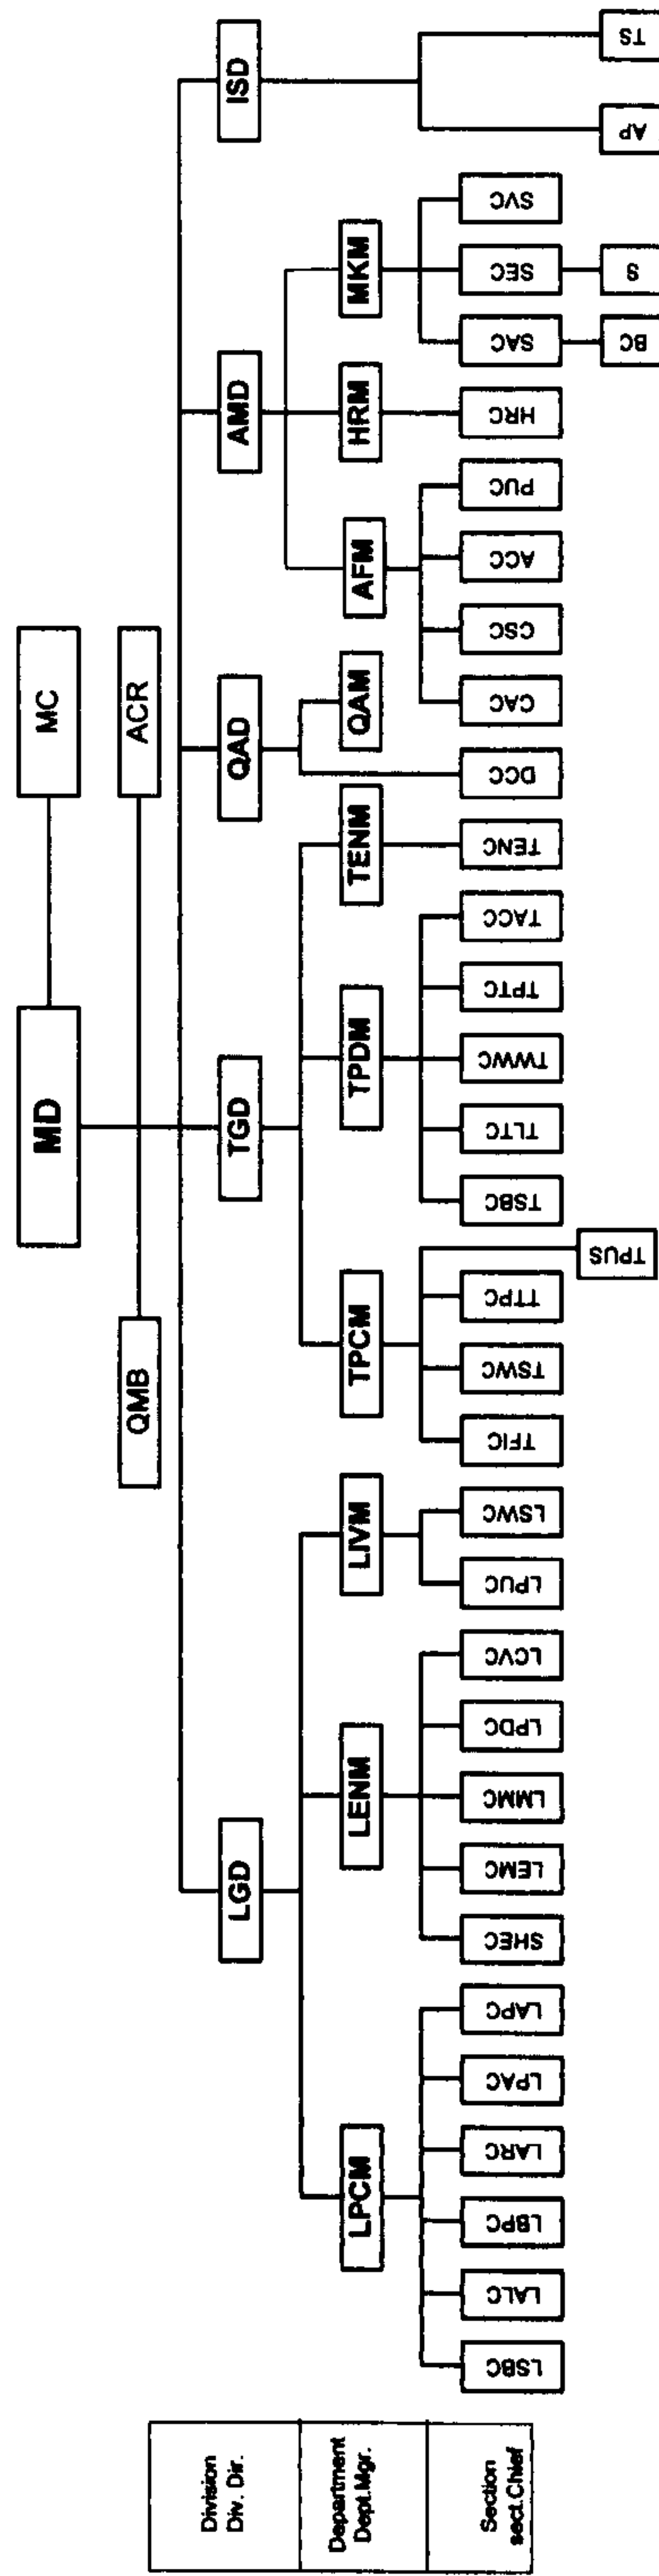 MD
MC
QMB
ACR
LGD
TGD
QAD
AMD
ISD
LPCM
LENM
LIVM
TPCM
TPDM
TENM
QAM
AFM
HRM
MKM
LSBC
LALC
LBPC
LARC
LPAC
LAPC
SHEC
LEMC
LMMC
LPDC
LCVC
LPUC
LSWC
TFIC
TSWC
TTPC
TPUS
TSBC
TLTC
TWWC
TPTC
TACC
TENC
DCC
CAC
CSC
ACC
PUC
HRC
SAC
SEC
SVC
BC
S
AP
TS
Division
Div. Dir.
Department
Dept.Mgr.
Section
sect.Chief